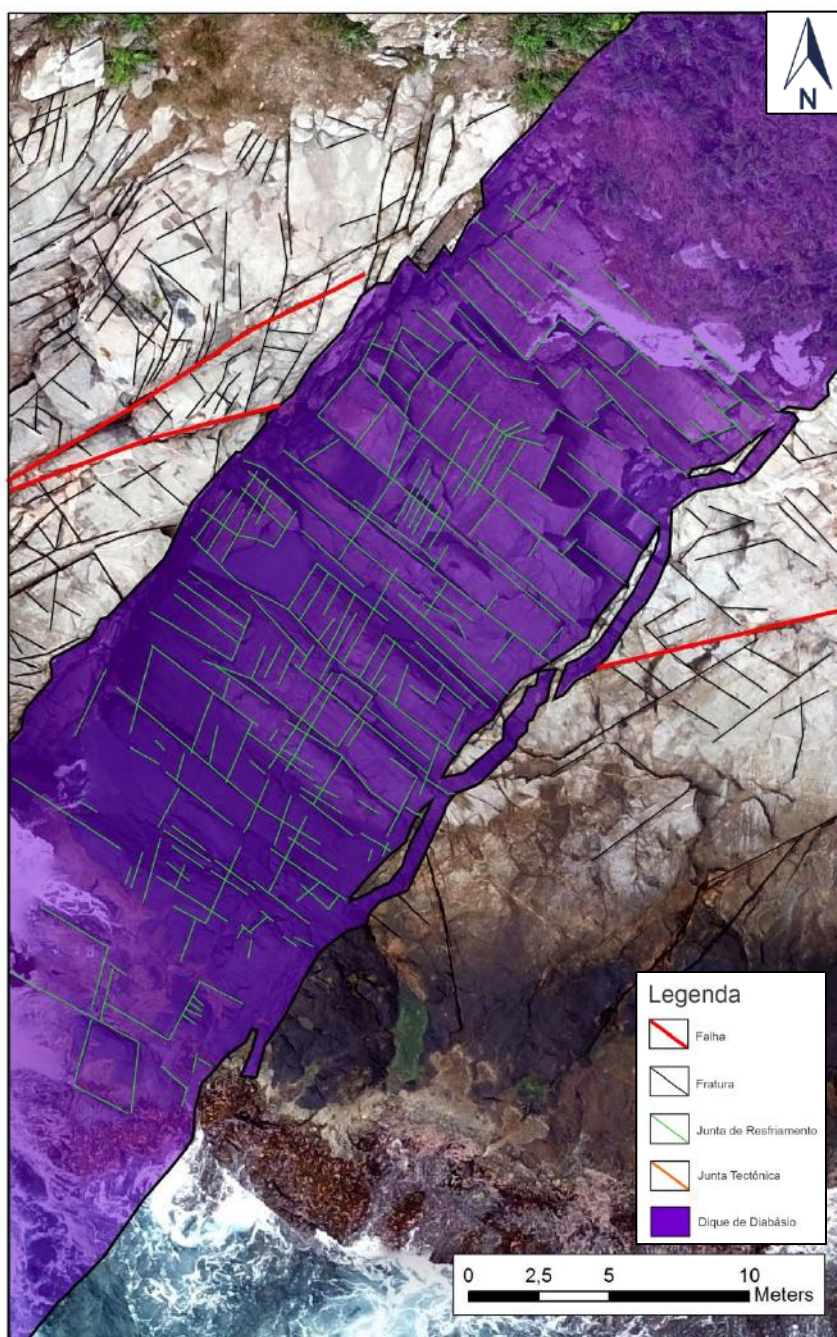 N
Legenda
Falha
Fratura
Junta de Resfriamento
Junta Tectônica
Dique de Diabásio
0 2,5 5 10
Meters